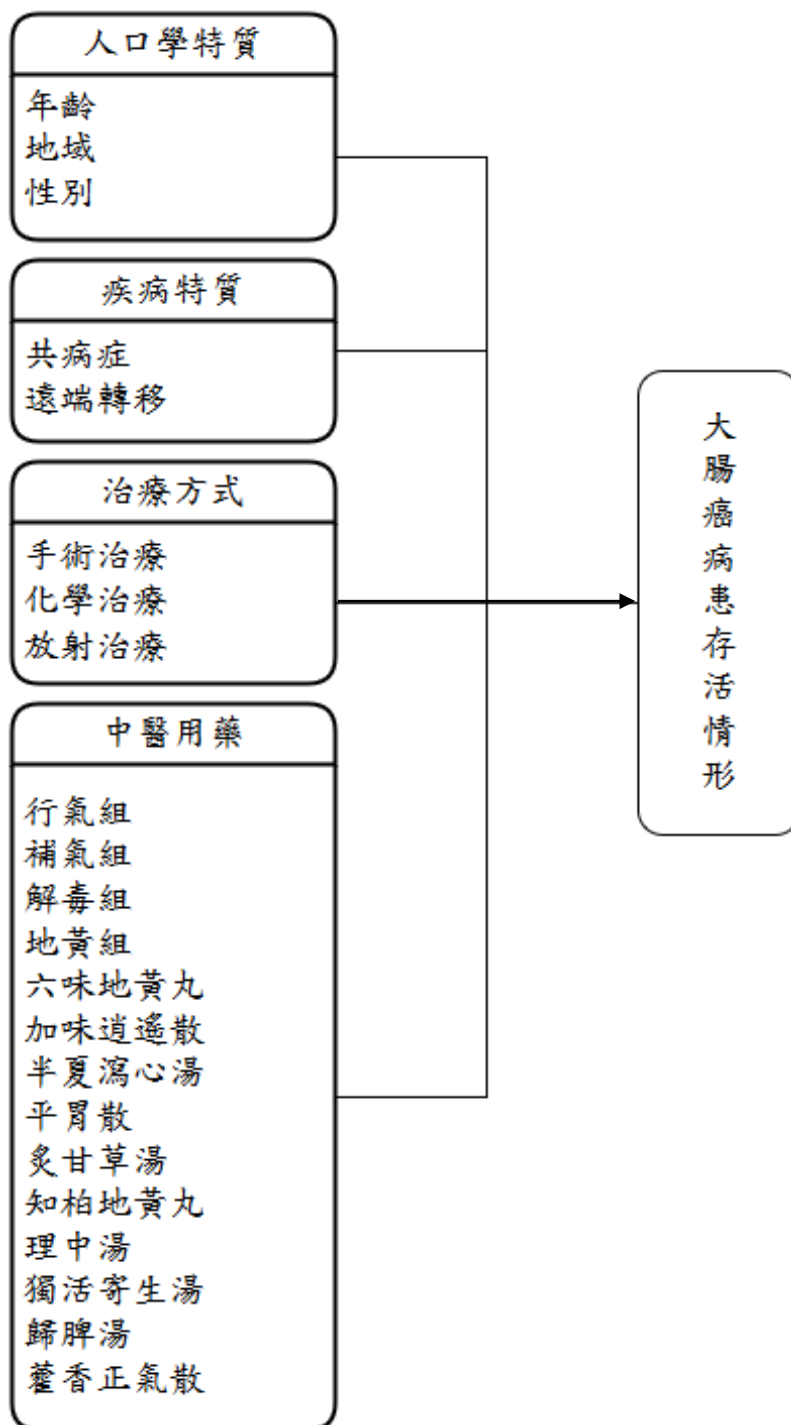 人口學特質
年齡
地域
性別
疾病特質
共病症
遠端轉移
治療方式
手術治療
化學治療
放射治療
中醫用藥
行氣組
補氣組
解毒組
地黃組
六味地黃丸
加味逍遙散
半夏瀉心湯
平胃散
炙甘草湯
知柏地黃丸
理中湯
獨活寄生湯
歸脾湯
藿香正氣散
大腸癌病患存活情形